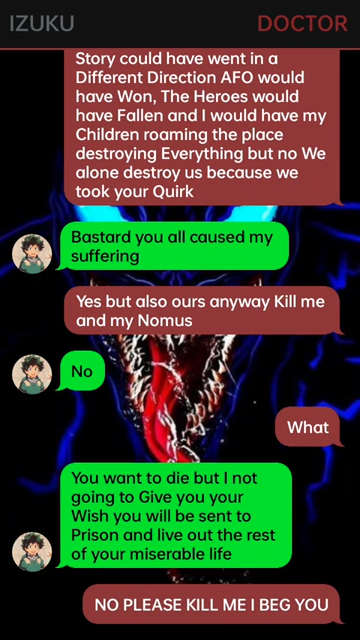 IZUKU DOCTOR
Story could have went in a
Different Direction AFO would
have Won, The Heroes would
have Fallen and I would have my
Children roaming the place
destroying Everything but no We
alone destroy us because we
took your Quirk
Bastard you all caused my
suffering
Yes but also ours anyway Kill me
and my Nomus
No
What
You want to die but I not
going to Give you your
Wish you will be sent to
Prison and live out the rest
of your miserable life
NO PLEASE KILL ME I BEG YOU